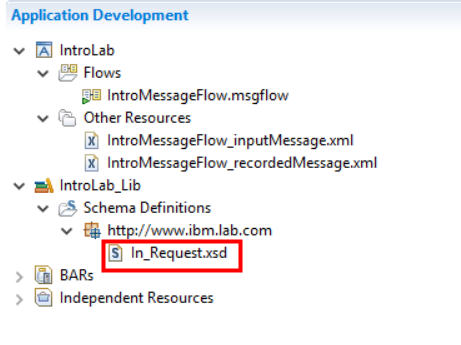 Application Development
IntroLab
Flows
IntroMessageFlow.msgflow
Other Resources
IntroMessageFlow_inputMessage.xml
IntroMessageFlow_recordedMessage.xml
IntroLab_Lib
Schema Definitions
http://www.ibm.lab.com
In_Request.xsd
BARs
Independent Resources